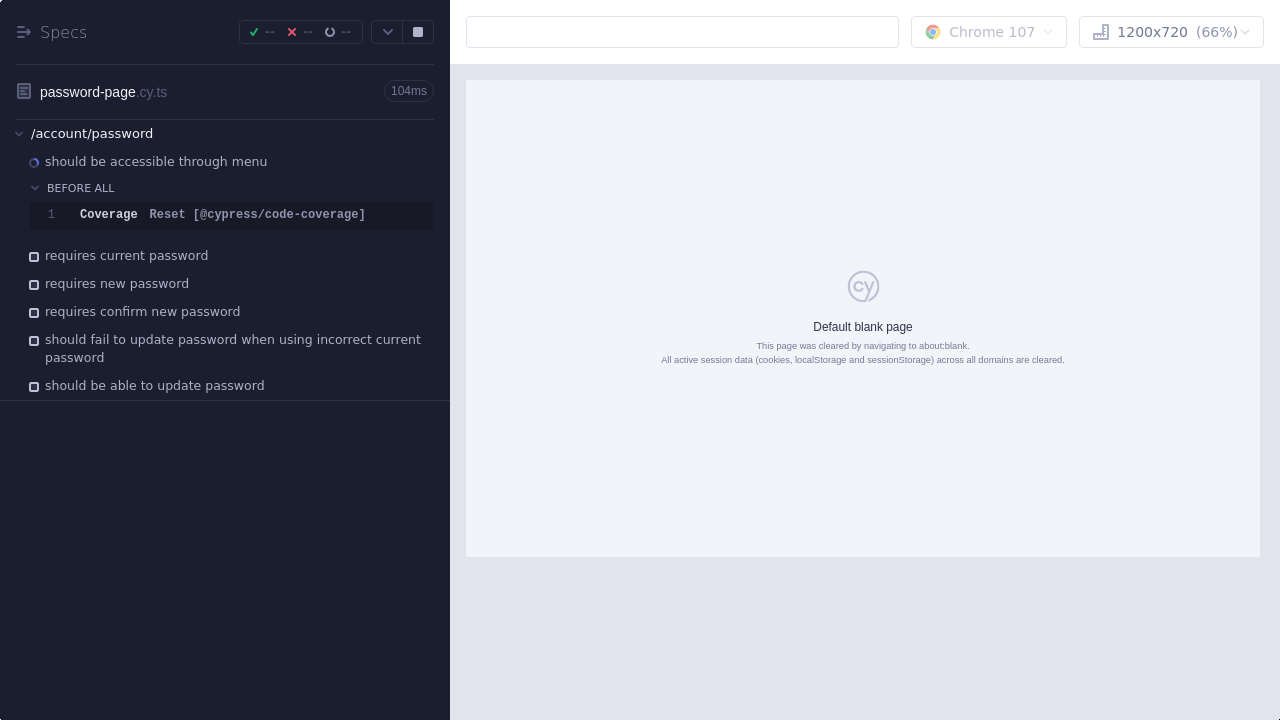 Specs
--
--
--
password-page.cy.ts
104ms
/account/password
should be accessible through menu
BEFORE ALL
1 Coverage Reset [@cypress/code-coverage]
requires current password
requires new password
requires confirm new password
should fail to update password when using incorrect current
password
should be able to update password
Chrome 107
1200x720 (66%)
cy
Default blank page
This page was cleared by navigating to about:blank.
All active session data (cookies, localStorage and sessionStorage) across all domains are cleared.